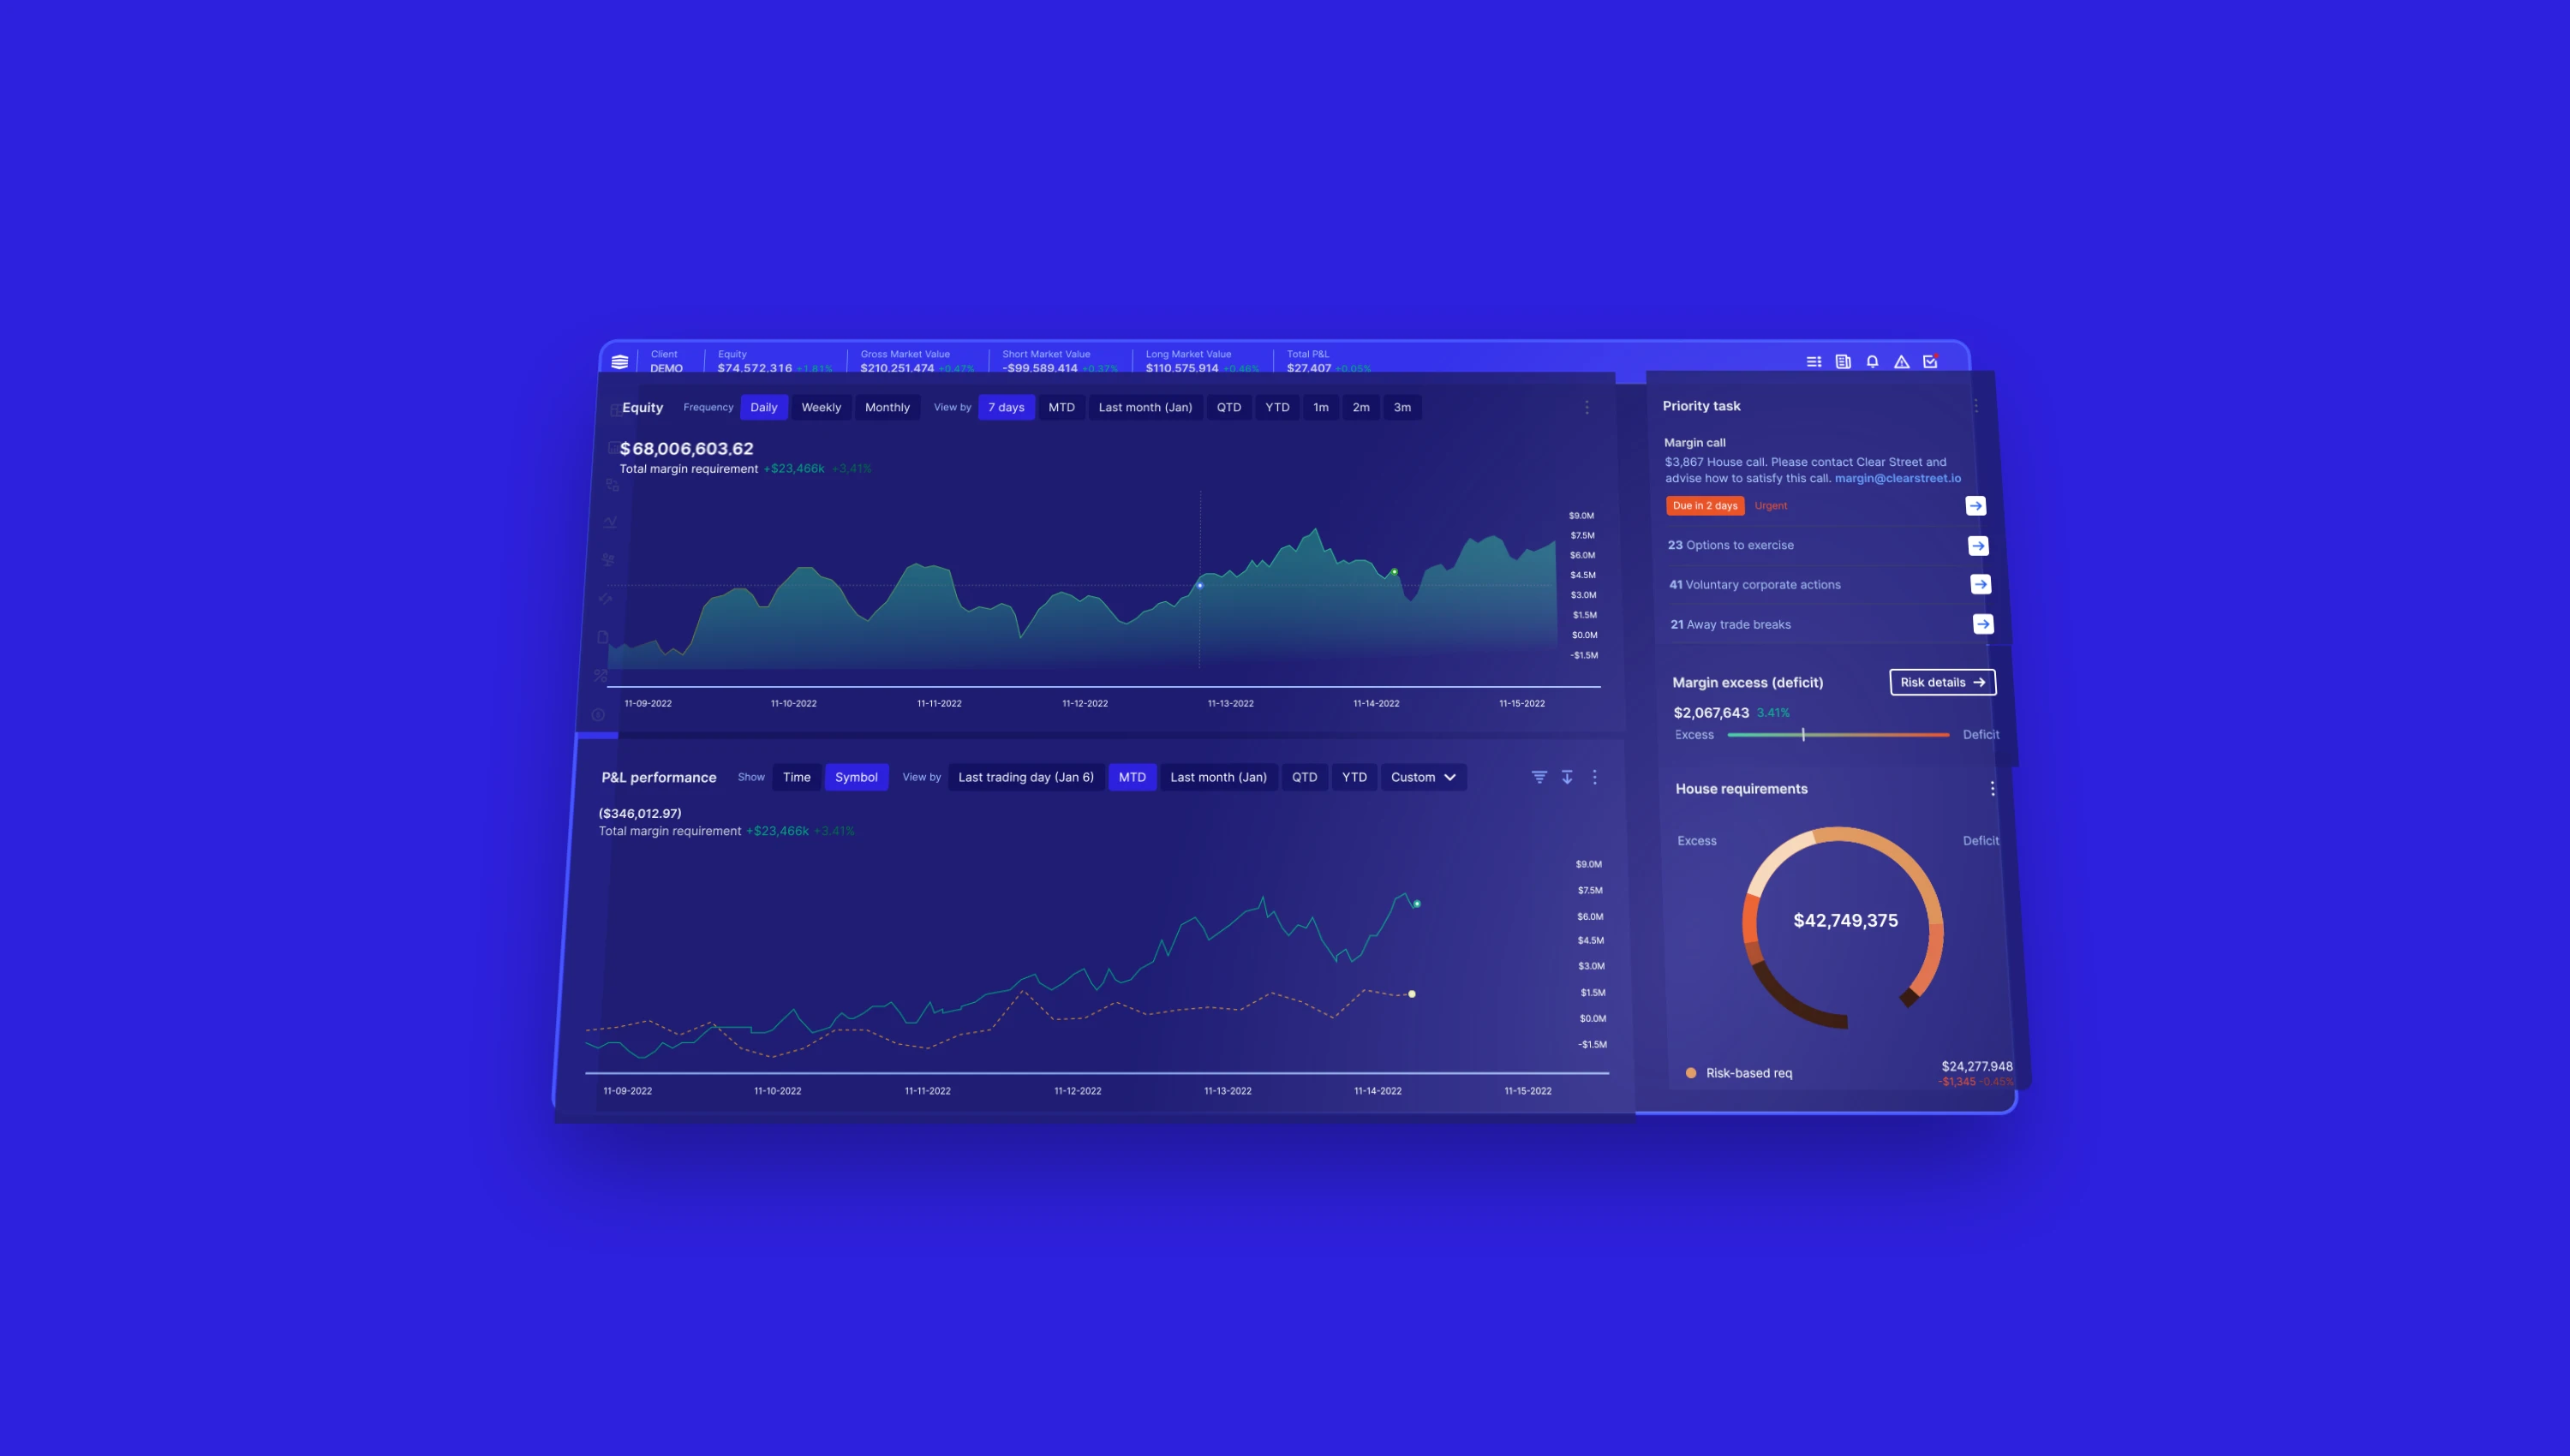 Client
DEMO
Equity
$74,572,316 +1.81%
Gross Market Value
$210,251,474 +0.47%
Short Market Value
-$99,589,414 +0.37%
Long Market Value
$110,575,914 +0.46%
Total P&L
$27,407 +0.05%
Equity Frequency Daily Weekly Monthly View by 7 days MTD Last month (Jan) QTD YTD 1m 2m 3m
$68,006,603.62
Total margin requirement +$23,466k +3,41%
$9.0M
$7.5M
$6.0M
$4.5M
$3.0M
$1.5M
$0.0M
-$1.5M
11-09-2022 11-10-2022 11-11-2022 11-12-2022 11-13-2022 11-14-2022 11-15-2022
P&L performance Show Time Symbol View by Last trading day (Jan 6) MTD Last month (Jan) QTD YTD Custom
($346,012.97)
Total margin requirement +$23,466k +3.41%
$9.0M
$7.5M
$6.0M
$4.5M
$3.0M
$1.5M
$0.0M
-$1.5M
11-09-2022 11-10-2022 11-11-2022 11-12-2022 11-13-2022 11-14-2022 11-15-2022
Priority task
Margin call
$3,867 House call. Please contact Clear Street and
advise how to satisfy this call. margin@clearstreet.io
Due in 2 days Urgent
23 Options to exercise
41 Voluntary corporate actions
21 Away trade breaks
Margin excess (deficit) Risk details
$2,067,643 3.41%
Excess Deficit
House requirements
Excess Deficit
$42,749,375
Risk-based req $24,277.948
-$1,345 -0.45%